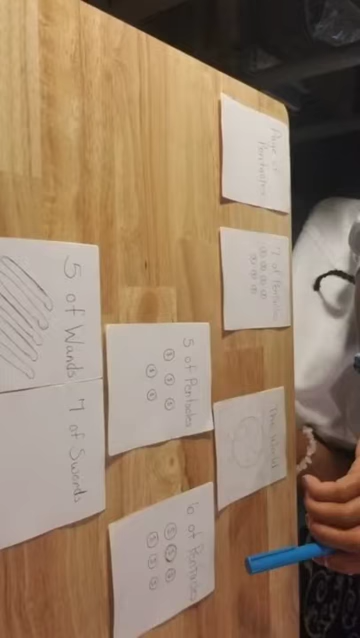 Page of
Pentacles
7 of Pentacles
The World
5 of Pentacles
6 of Pentacles
5 of Wands
7 of Swords